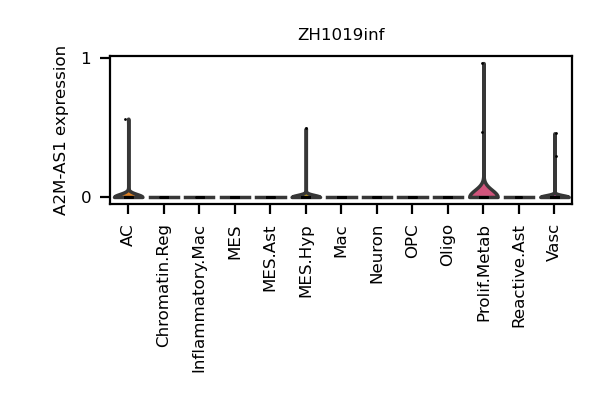 ZH1019inf
A2M-AS1 expression
1
0
AC
Chromatin.Reg
Inflammatory.Mac
MES
MES.Ast
MES.Hyp
Mac
Neuron
OPC
Oligo
Prolif.Metab
Reactive.Ast
Vasc